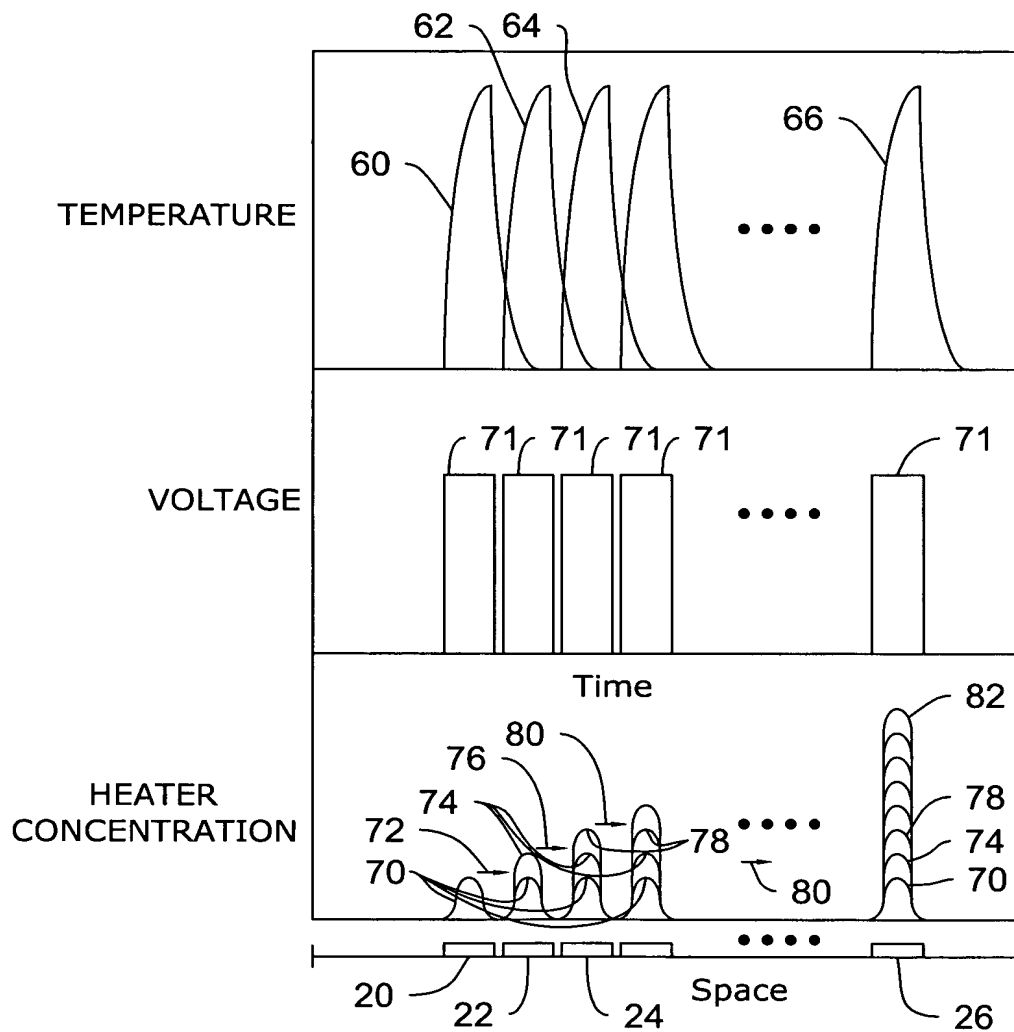 62 64
60 66
TEMPERATURE
71 71 71 71 71
VOLTAGE
Time
82
80
76
74
72
70
HEATER
CONCENTRATION
78
80
78
74
70
20 22 24 Space 26